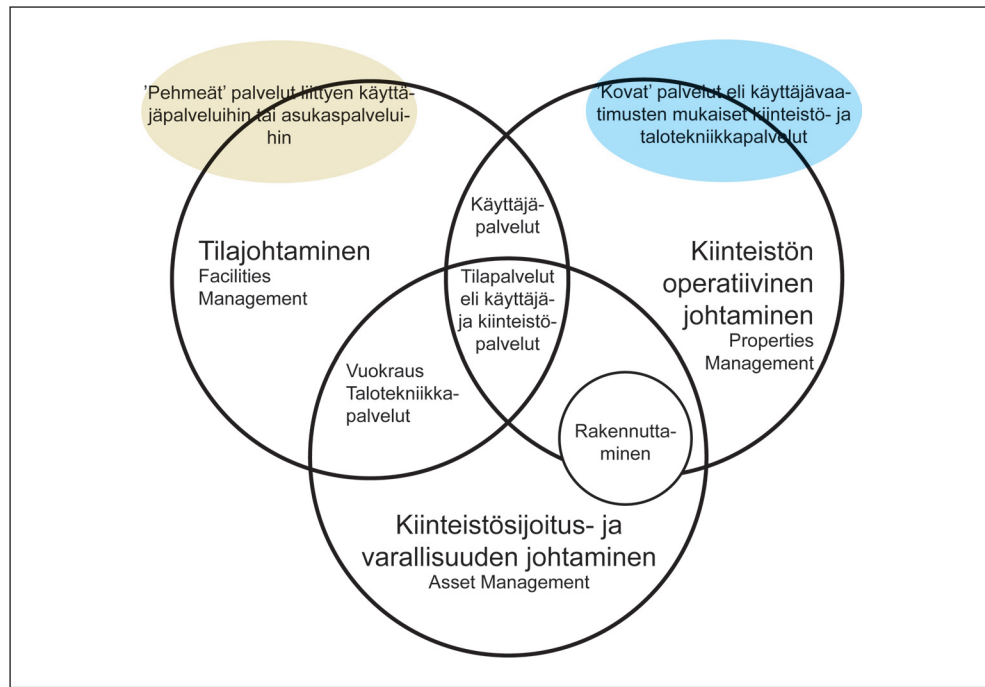 ’Pehmeät’ palvelut liittyen käyttä-
jäpalveluihin tai asukaspalvelui-
hin
’Kovat’ palvelut eli käyttäjävaa-
timusten mukaiset kiinteistö- ja
talotekniikkapalvelut
Käyttäjä-
palvelut
Tilajohtaminen
Facilities
Management
Kiinteistön
operatiivinen
johtaminen
Properties
Management
Tilapalvelut
eli käyttäjä-
ja kiinteistö-
palvelut
Vuokraus
Talotekniikka-
palvelut
Rakennutta-
minen
Kiinteistösijoitus- ja
varallisuuden johtaminen
Asset Management